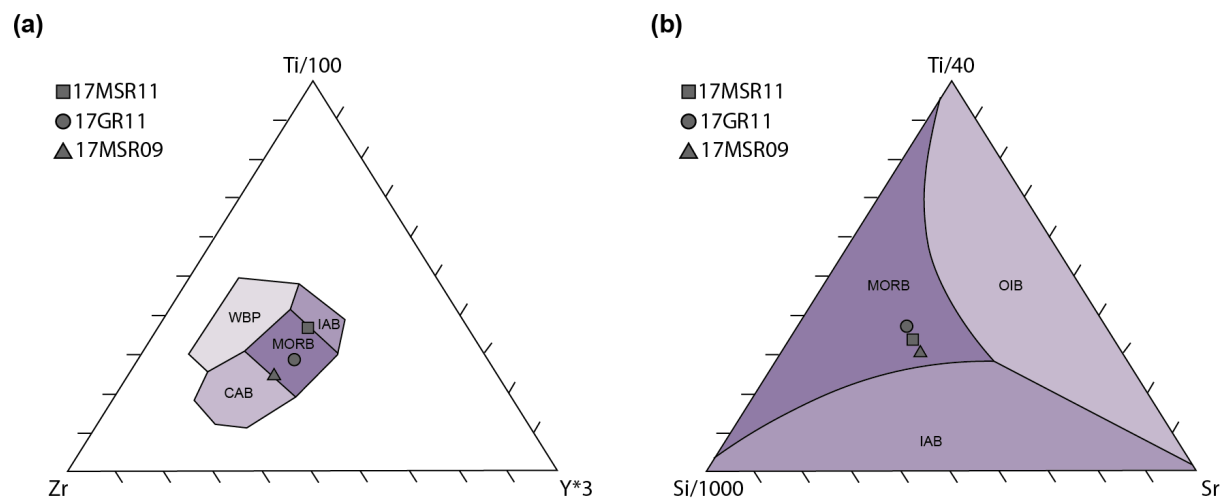 (a)
Ti/100
17MSR11
17GR11
17MSR09
WBP
IAB
MORB
CAB
Zr
Y*3
(b)
Ti/40
17MSR11
17GR11
17MSR09
MORB
OIB
IAB
Si/1000
Sr